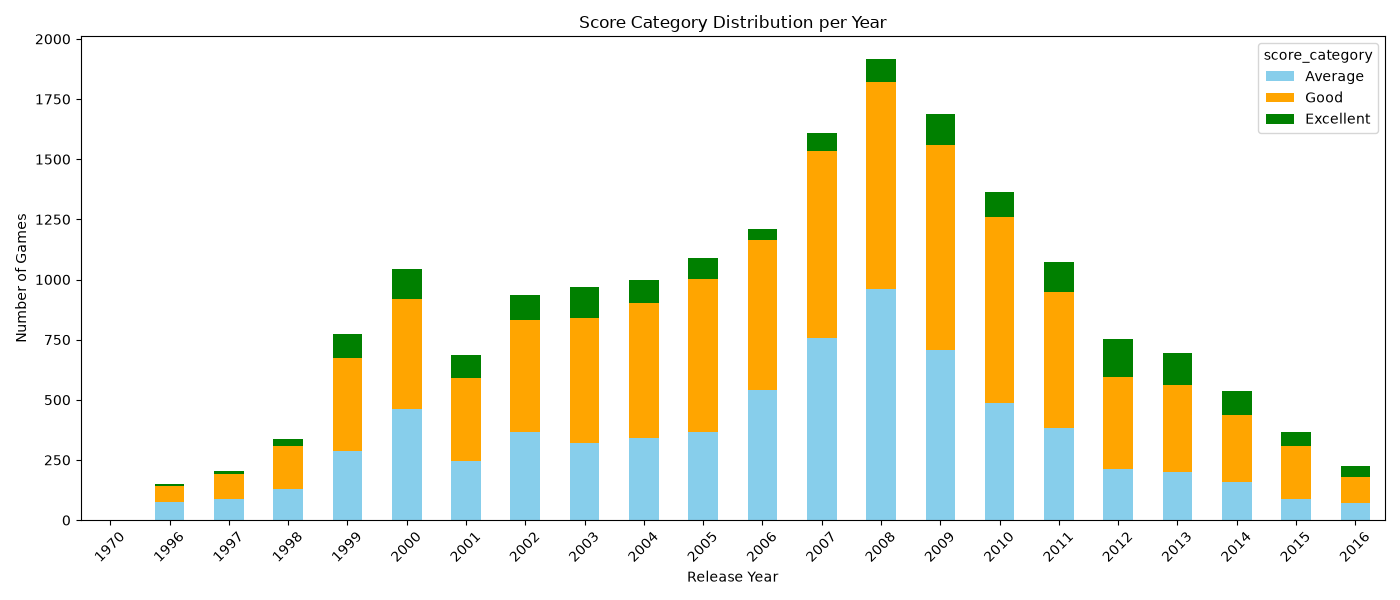 Score Category Distribution per Year
2000
1750
1500
1250
1000
750
500
250
0
Number of Games
score_category
Average
Good
Excellent
1970 1996 1997 1998 1999 2000 2001 2002 2003 2004 2005 2006 2007 2008 2009 2010 2011 2012 2013 2014 2015 2016
Release Year